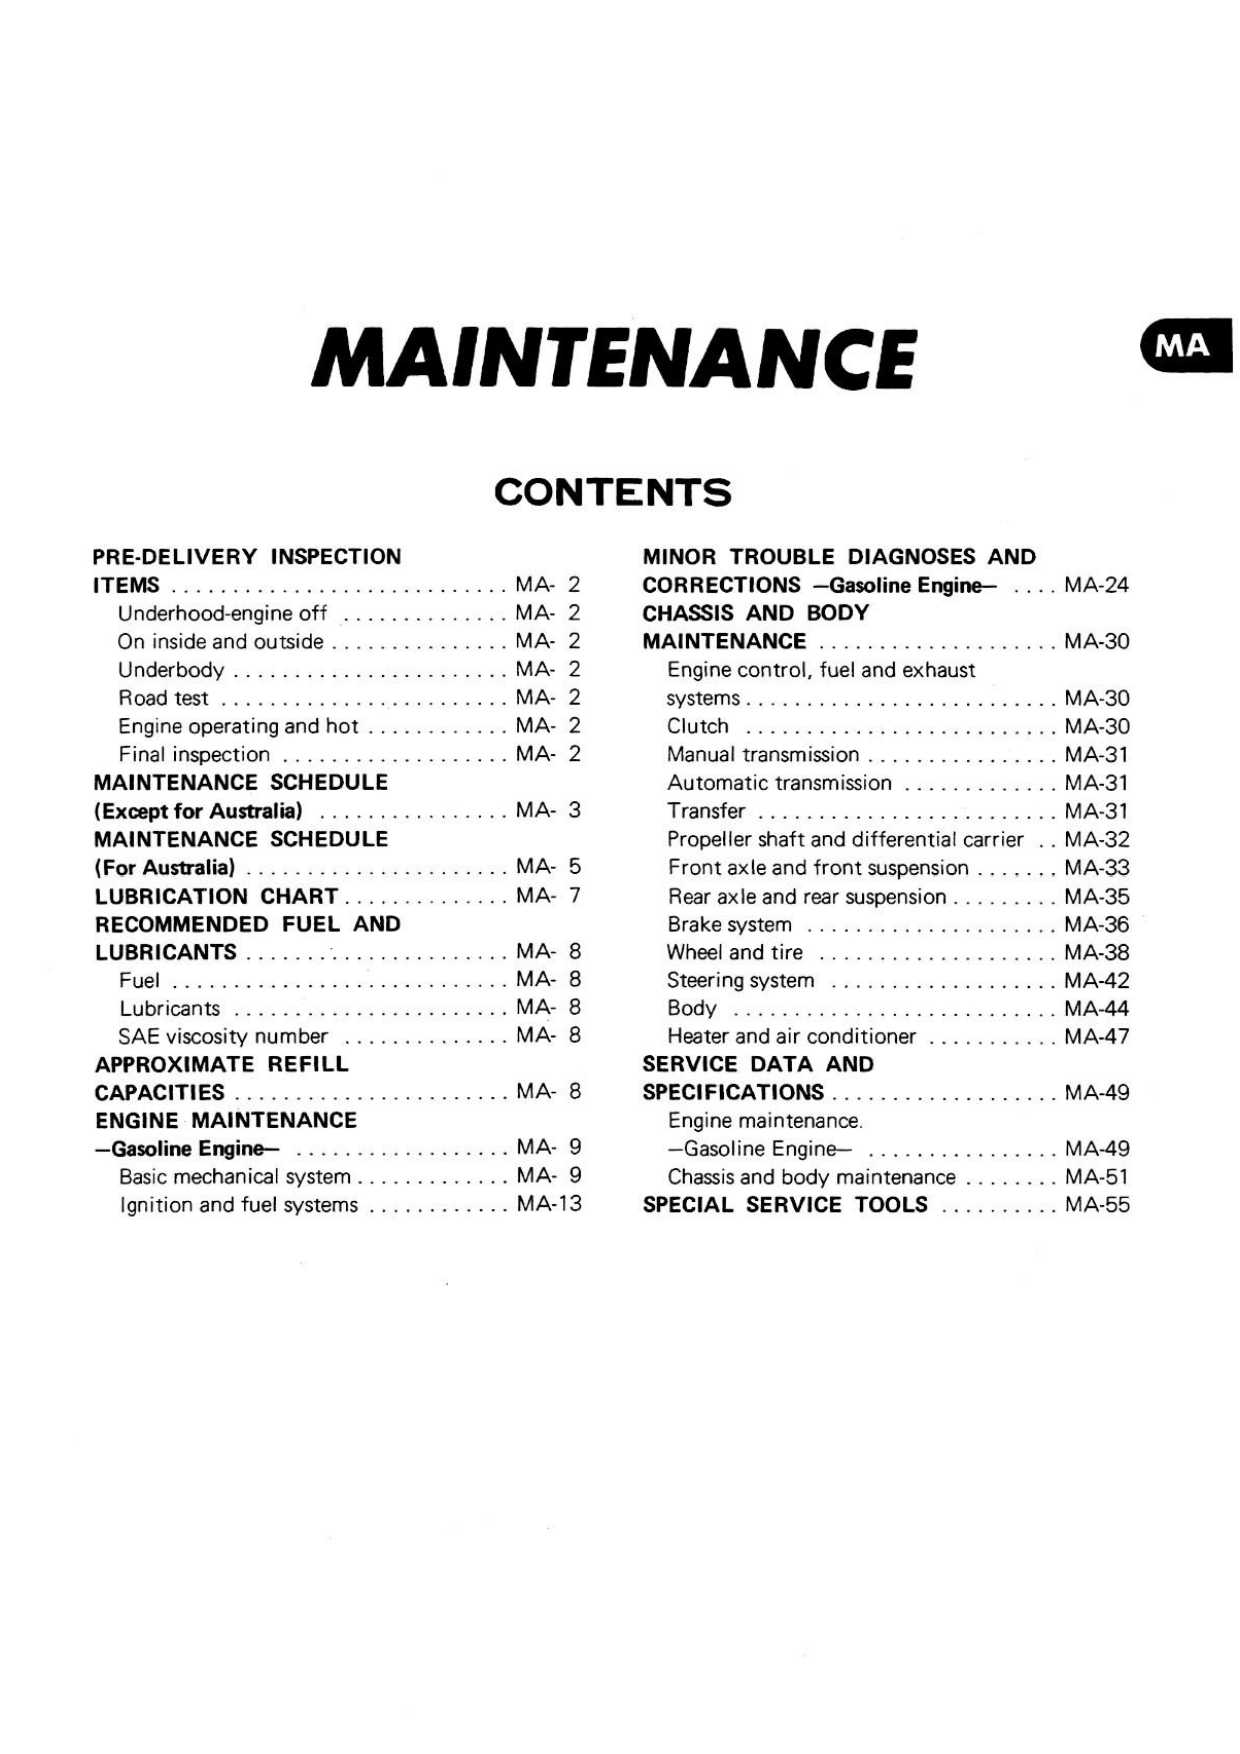 MAINTENANCE
MA
CONTENTS
PRE-DELIVERY INSPECTION
ITEMS ............................ MA- 2
Underhood-engine off .............. MA- 2
On inside and outside ............... MA- 2
Underbody ....................... MA- 2
Road test ........................ MA- 2
Engine operating and hot ............ MA- 2
Final inspection ................... MA- 2
MAINTENANCE SCHEDULE
(Except for Australia) ................ MA- 3
MAINTENANCE SCHEDULE
(For Australia) ...................... MA- 5
LUBRICATION CHART .............. MA- 7
RECOMMENDED FUEL AND
LUBRICANTS ...................... MA- 8
Fuel ............................ MA- 8
Lubricants ....................... MA- 8
SAE viscosity number .............. MA- 8
APPROXIMATE REFILL
CAPACITIES ....................... MA- 8
ENGINE MAINTENANCE
—Gasoline Engine— .................. MA- 9
Basic mechanical system ............. MA- 9
Ignition and fuel systems ............ MA-13
MINOR TROUBLE DIAGNOSES AND
CORRECTIONS —Gasoline Engine— .... MA-24
CHASSIS AND BODY
MAINTENANCE .................... MA-30
Engine control, fuel and exhaust
systems .......................... MA-30
Clutch .......................... MA-30
Manual transmission ................ MA-31
Automatic transmission ............. MA-31
Transfer ......................... MA-31
Propeller shaft and differential carrier .. MA-32
Front axle and front suspension ....... MA-33
Rear axle and rear suspension ......... MA-35
Brake system ..................... MA-36
Wheel and tire .................... MA-38
Steering system ................... MA-42
Body ........................... MA-44
Heater and air conditioner ........... MA-47
SERVICE DATA AND
SPECIFICATIONS ................... MA-49
Engine maintenance.
—Gasoline Engine— ................ MA-49
Chassis and body maintenance ........ MA-51
SPECIAL SERVICE TOOLS .......... MA-55